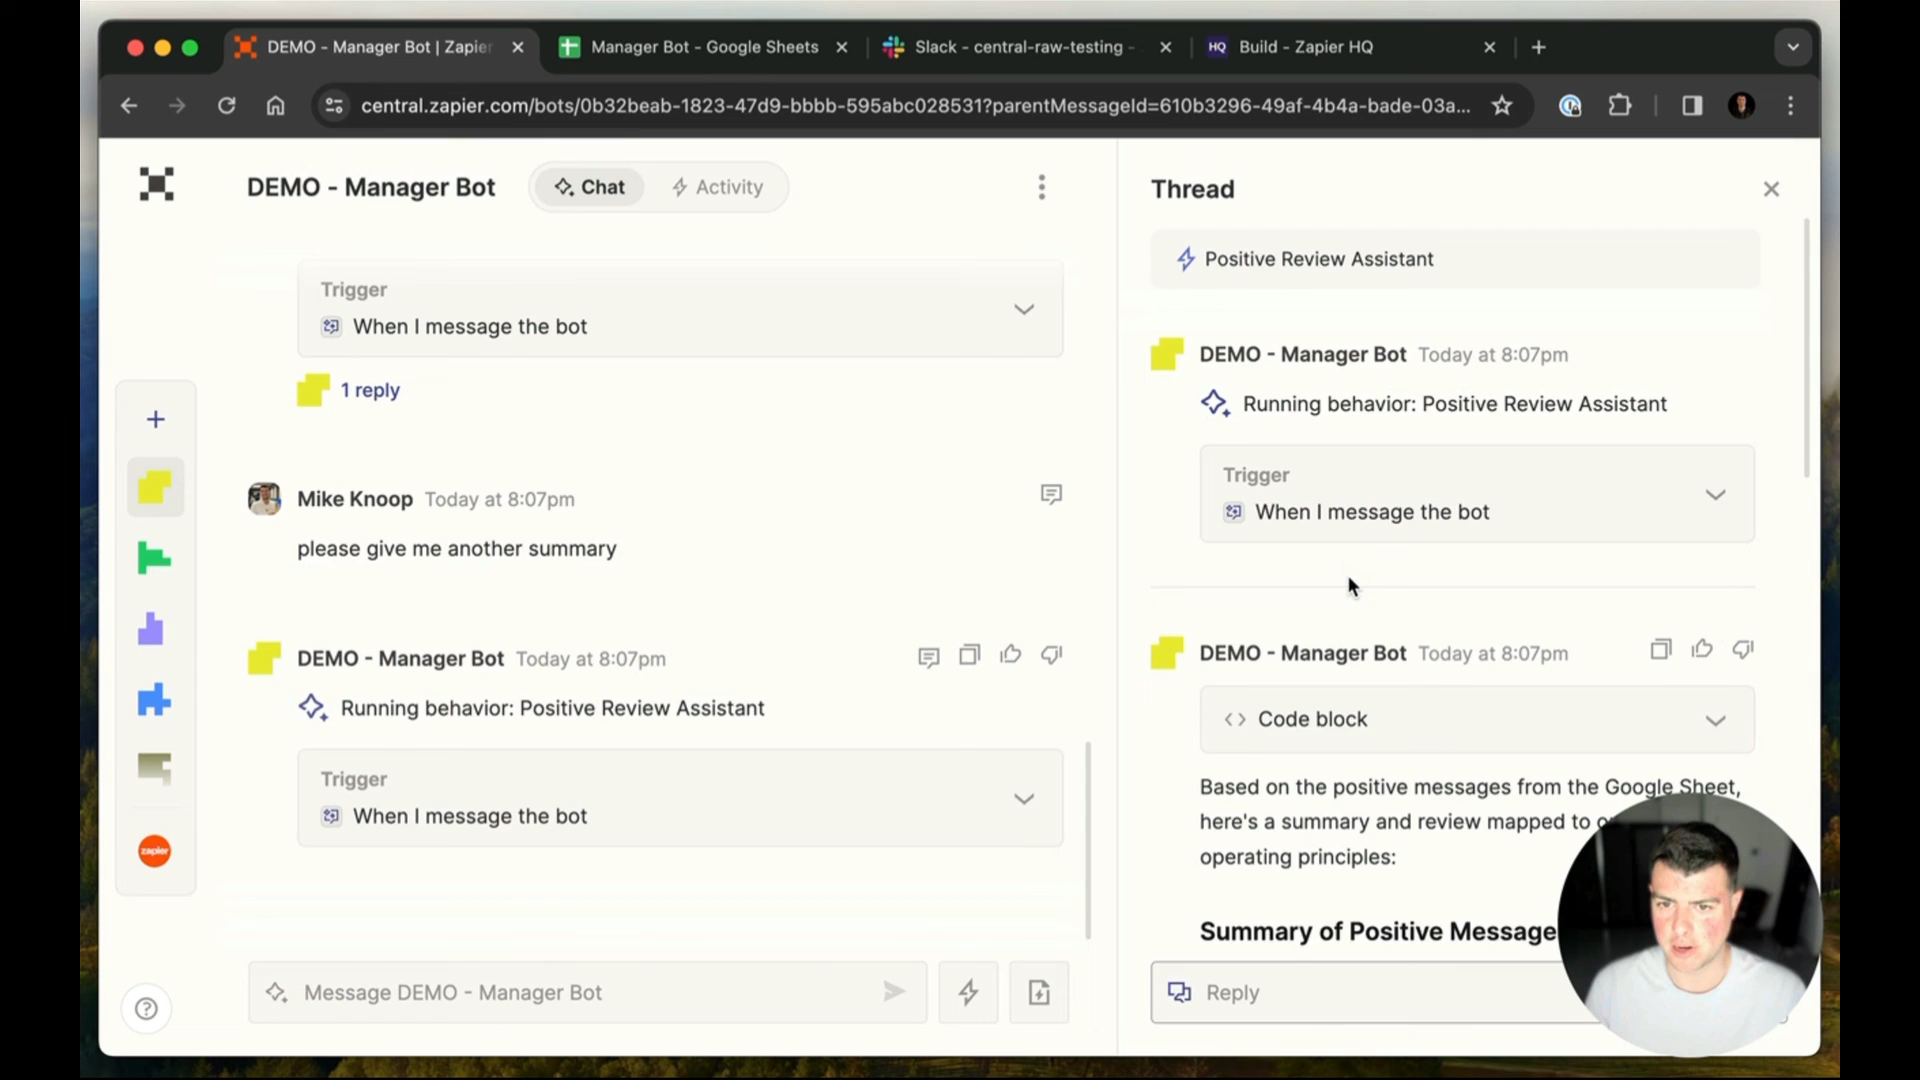 DEMO - Manager Bot | Zapier
Manager Bot - Google Sheets
Slack - central-raw-testing -
HQ
Build - Zapier HQ
central.zapier.com/bots/0b32beab-1823-47d9-bbbb-595abc028531?parentMessageId=610b3296-49af-4b4a-bade-03a...
DEMO - Manager Bot
Chat
Activity
Trigger
When I message the bot
1 reply
Mike Knoop Today at 8:07pm
please give me another summary
DEMO - Manager Bot Today at 8:07pm
Running behavior: Positive Review Assistant
Trigger
When I message the bot
Message DEMO - Manager Bot
zapier
Thread
Positive Review Assistant
DEMO - Manager Bot Today at 8:07pm
Running behavior: Positive Review Assistant
Trigger
When I message the bot
DEMO - Manager Bot Today at 8:07pm
Code block
Based on the positive messages from the Google Sheet,
here's a summary and review mapped to
operating principles:
Summary of Positive Message
Reply